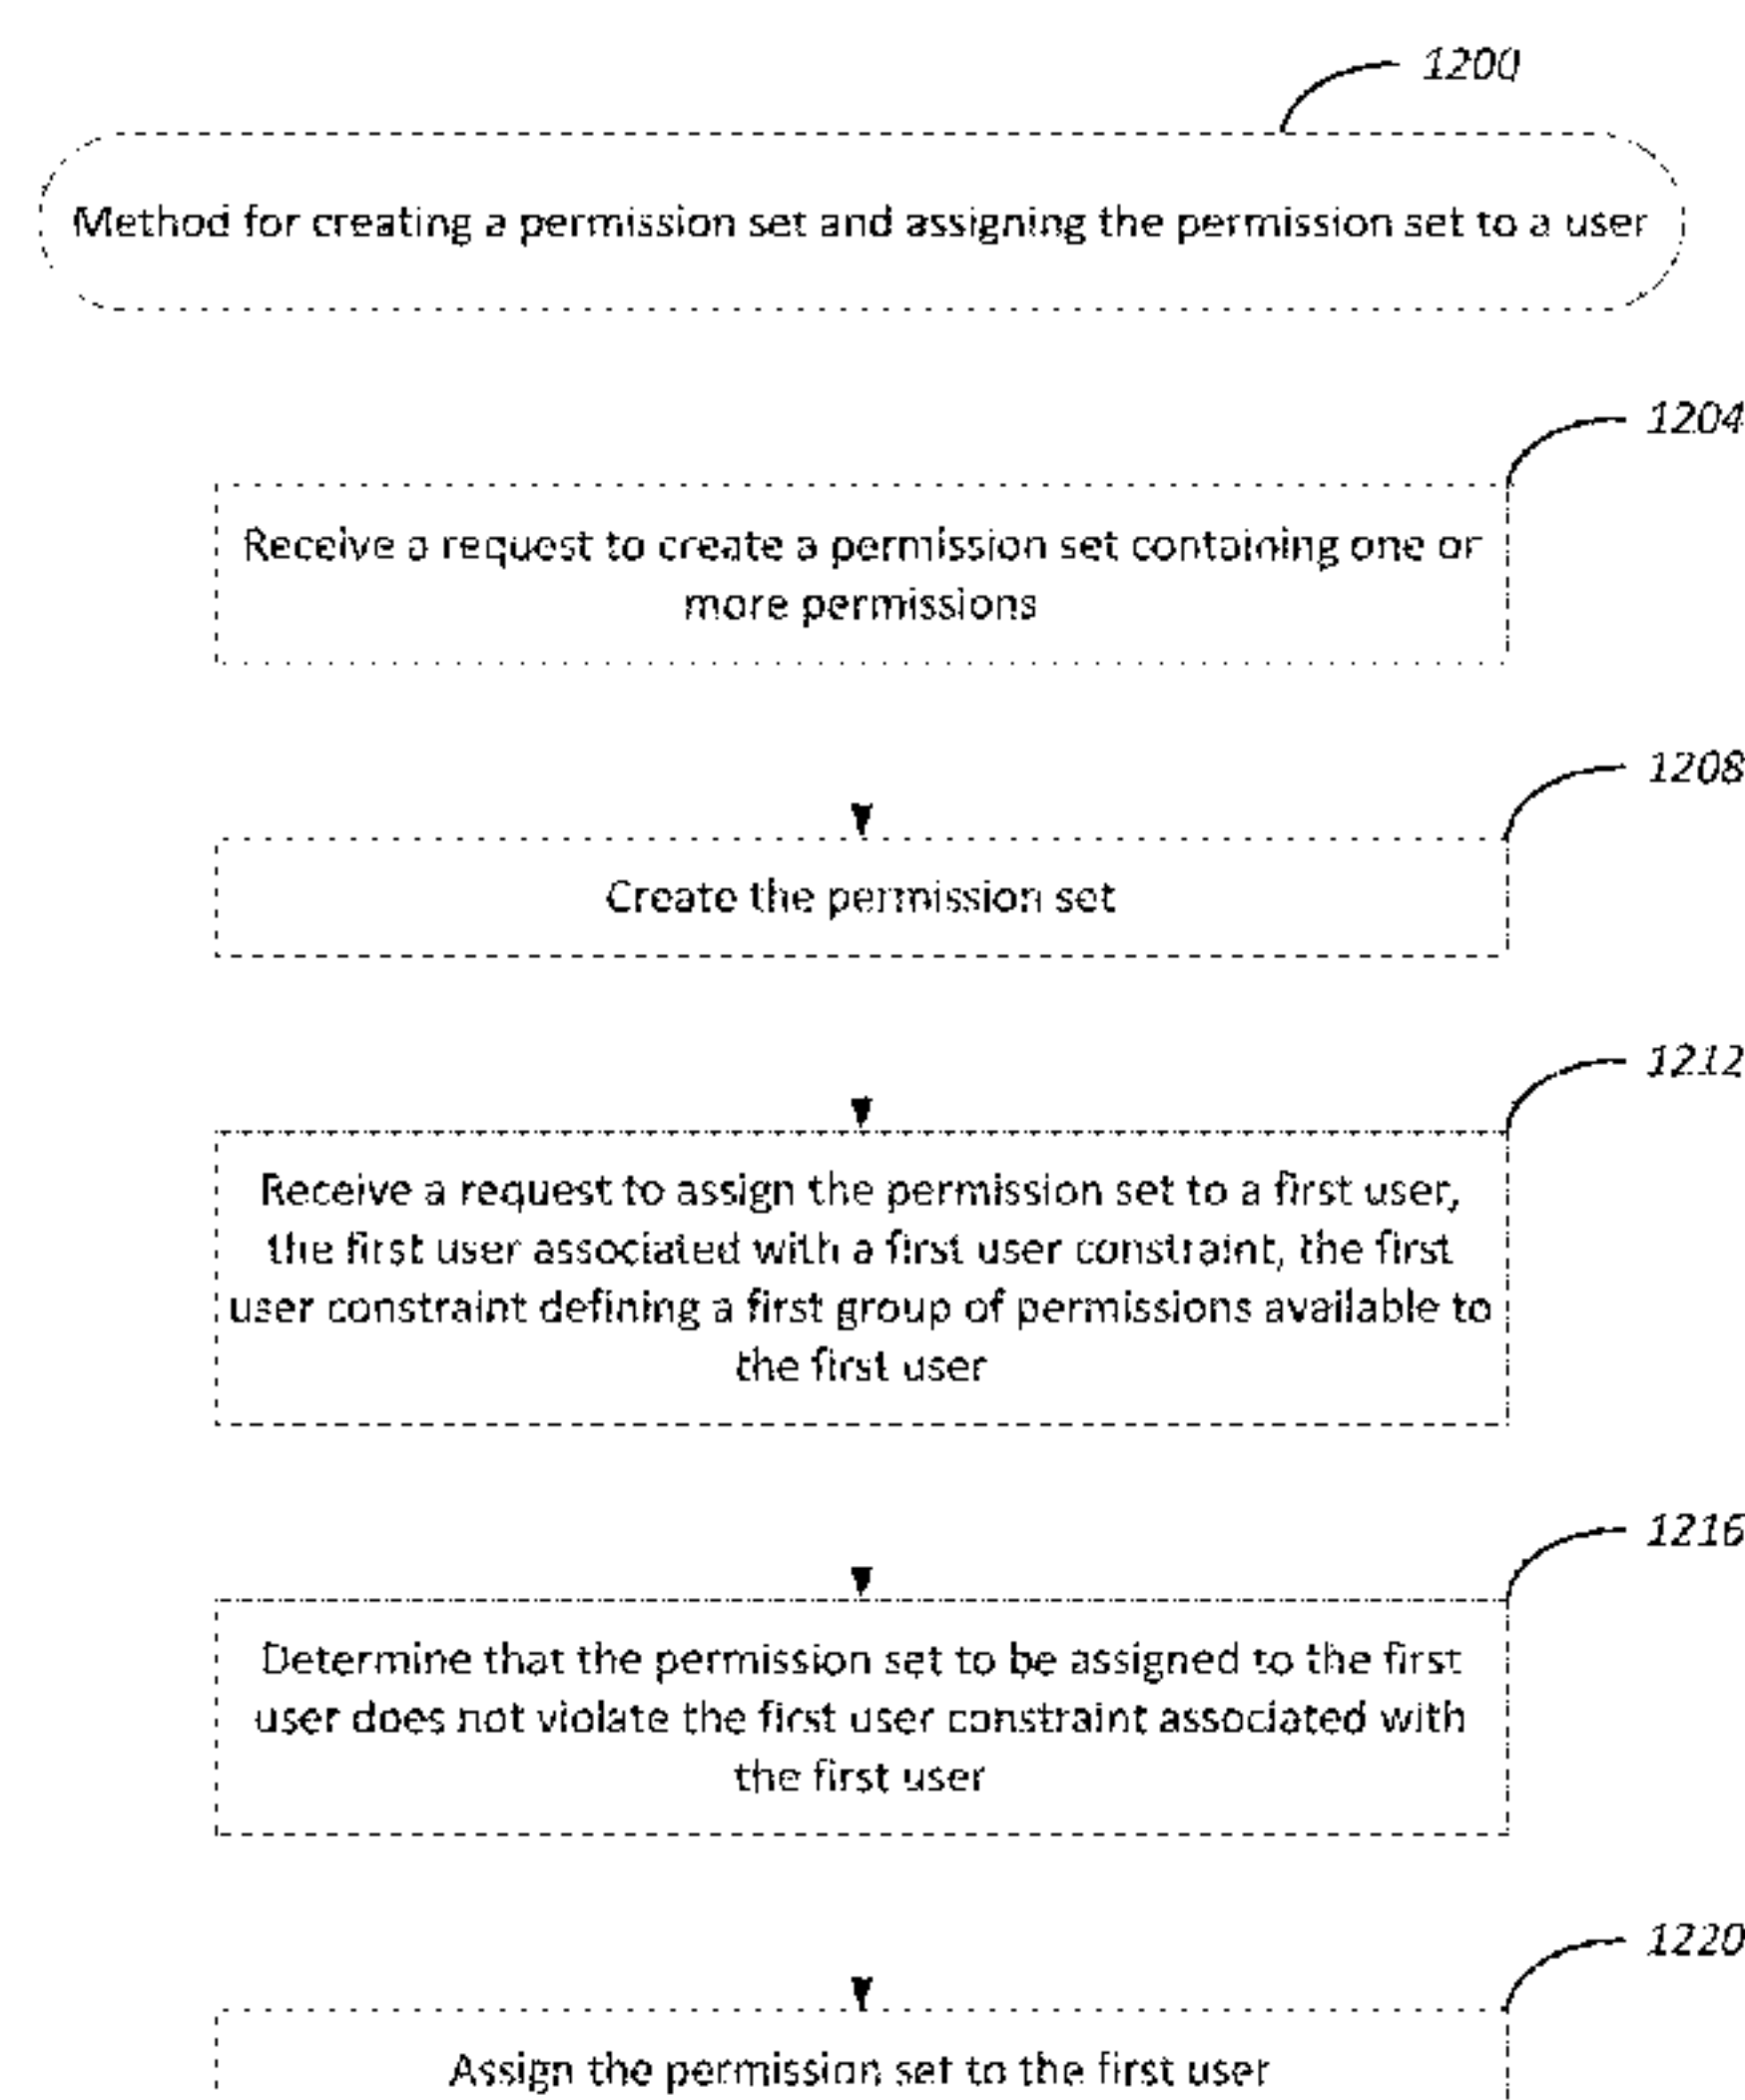 1200
Method for creating a permission set and assigning the permission set to a user
1204
Receive a request to create a permission set containing one or
more permissions
1208
Create the permission set
1212
Receive a request to assign the permission set to a first user,
the first user associated with a first user constraint, the first
user constraint defining a first group of permissions available to
the first user
1216
Determine that the permission set to be assigned to the first
user does not violate the first user constraint associated with
the first user
1220
Assign the permission set to the first user